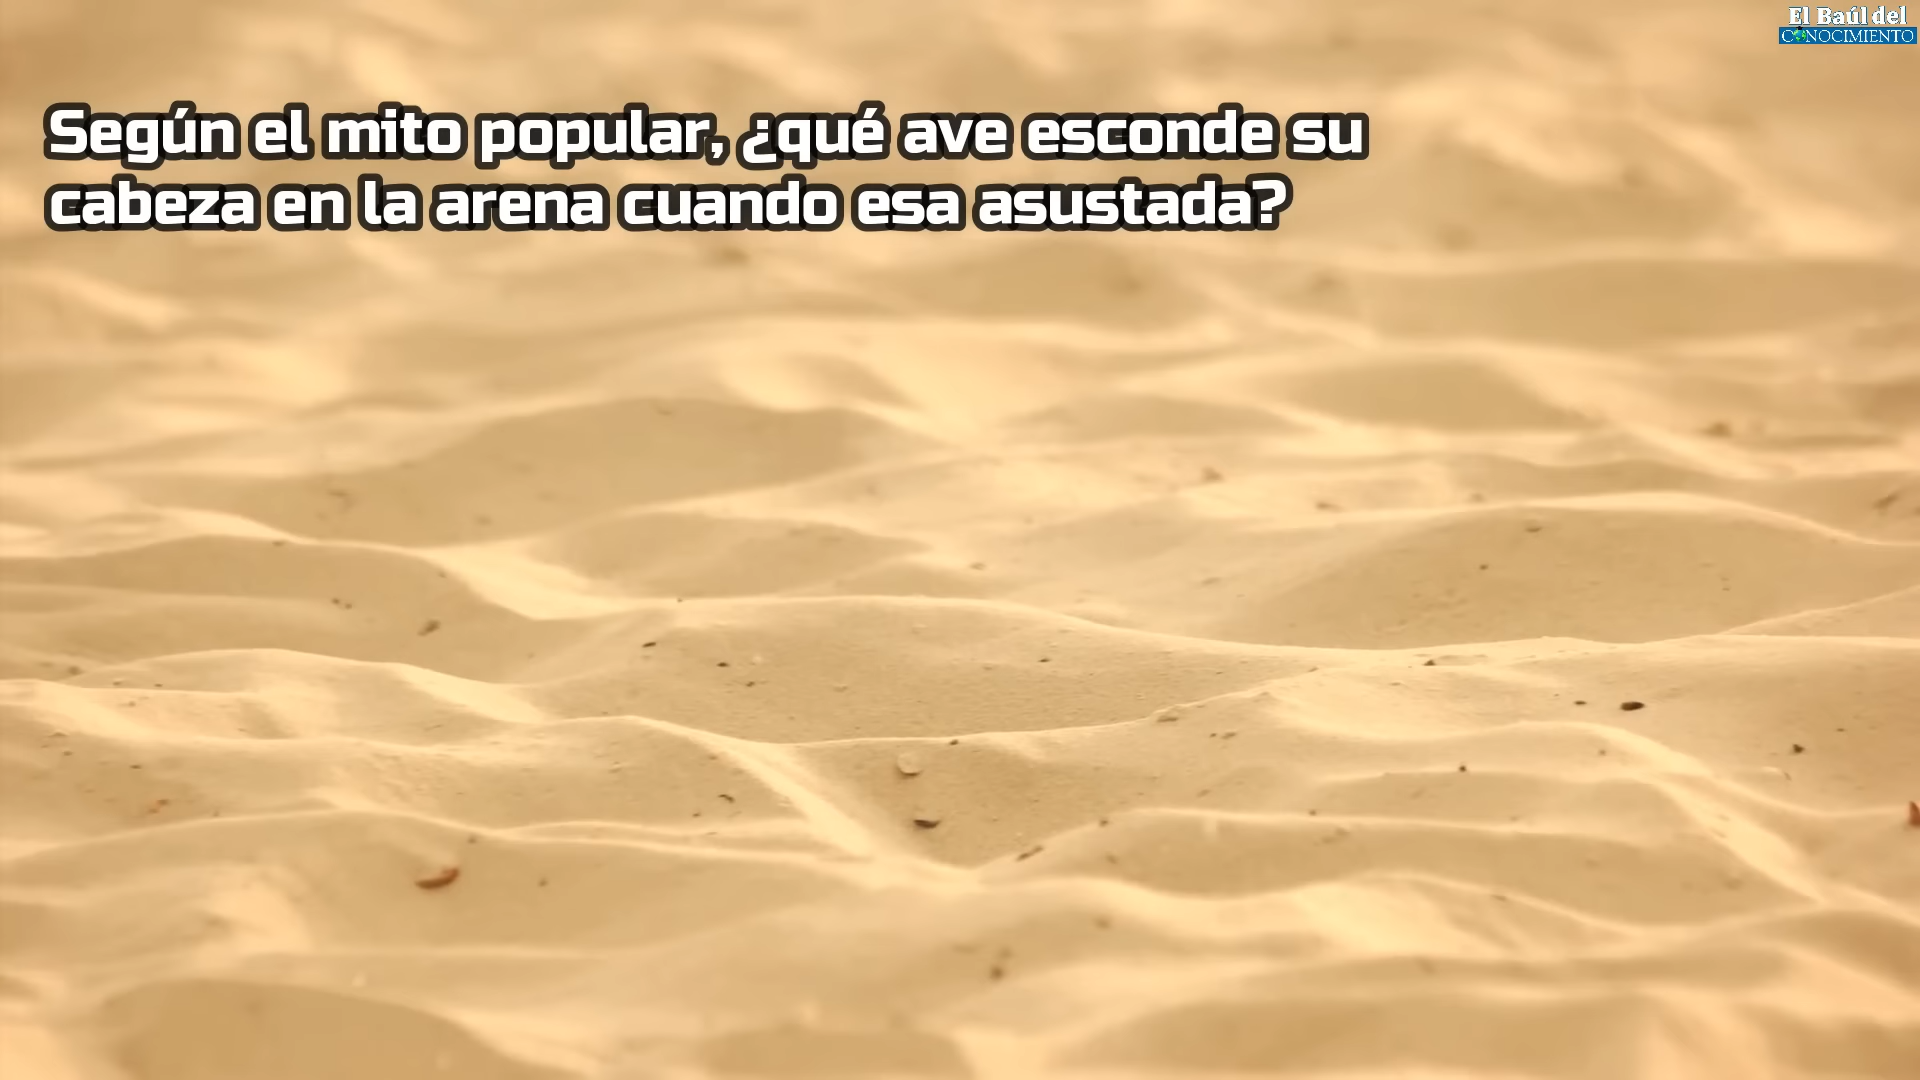 El Baúl del
CONOCIMIENTO
Según el mito popular, ¿qué ave esconde su
cabeza en la arena cuando esa asustada?